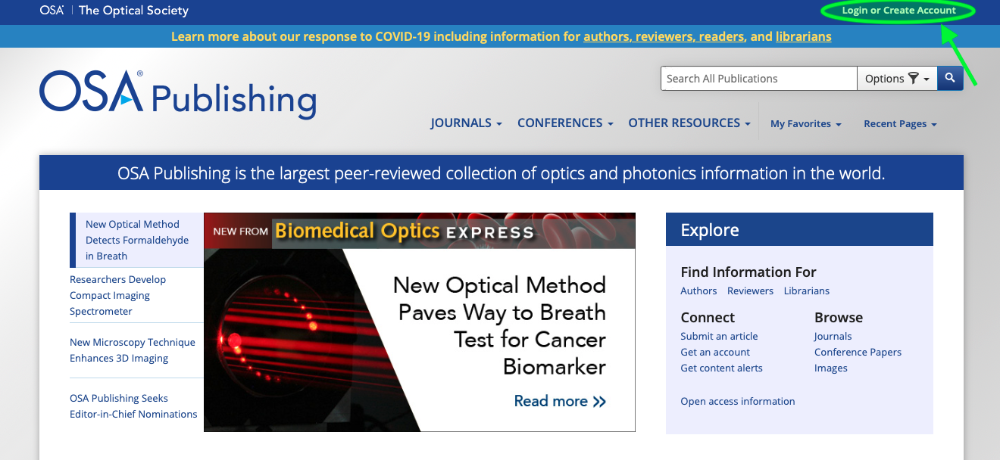 OSA | The Optical Society
Login or Create Account
Learn more about our response to COVID-19 including information for authors, reviewers, readers, and librarians
OSA® Publishing
Search All Publications
Options
JOURNALS
CONFERENCES
OTHER RESOURCES
My Favorites
Recent Pages
OSA Publishing is the largest peer-reviewed collection of optics and photonics information in the world.
New Optical Method
Detects Formaldehyde
in Breath
Researchers Develop
Compact Imaging
Spectrometer
New Microscopy Technique
Enhances 3D Imaging
OSA Publishing Seeks
Editor-in-Chief Nominations
NEW FROM Biomedical Optics EXPRESS
New Optical Method
Paves Way to Breath
Test for Cancer
Biomarker
Read more »
Explore
Find Information For
Authors Reviewers Librarians
Connect
Submit an article
Get an account
Get content alerts
Browse
Journals
Conference Papers
Images
Open access information